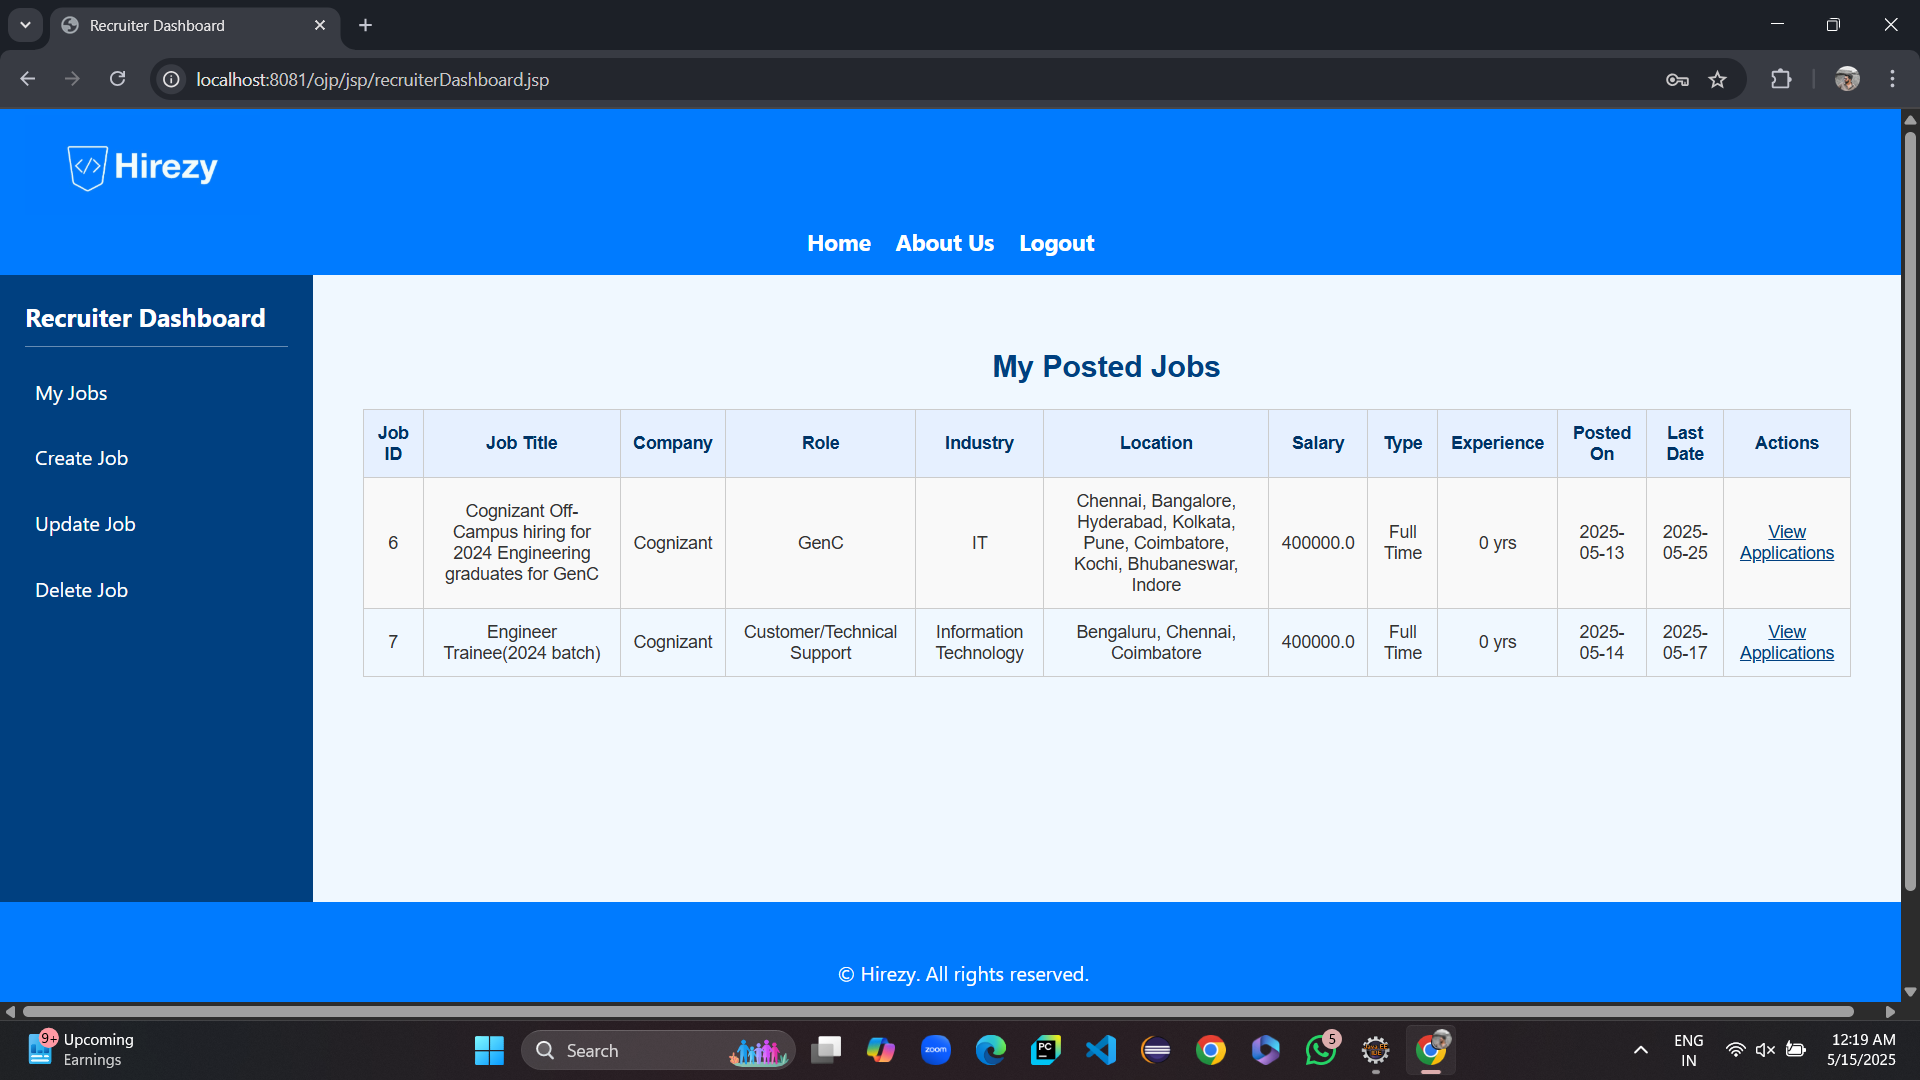 Recruiter Dashboard
localhost:8081/ojp/jsp/recruiterDashboard.jsp
</> Hirezy
Home About Us Logout
Recruiter Dashboard
My Jobs
Create Job
Update Job
Delete Job
My Posted Jobs
Job
ID
Job Title
Company
Role
Industry
Location
Salary
Type
Experience
Posted
On
Last
Date
Actions
6
Cognizant Off-
Campus hiring for
2024 Engineering
graduates for GenC
Cognizant
GenC
IT
Chennai, Bangalore,
Hyderabad, Kolkata,
Pune, Coimbatore,
Kochi, Bhubaneswar,
Indore
400000.0
Full
Time
0 yrs
2025-
05-13
2025-
05-25
View
Applications
7
Engineer
Trainee(2024 batch)
Cognizant
Customer/Technical
Support
Information
Technology
Bengaluru, Chennai,
Coimbatore
400000.0
Full
Time
0 yrs
2025-
05-14
2025-
05-17
View
Applications
© Hirezy. All rights reserved.
9+
Upcoming
Earnings
Search
zoom
PC
5
ENG
IN
12:19 AM
5/15/2025